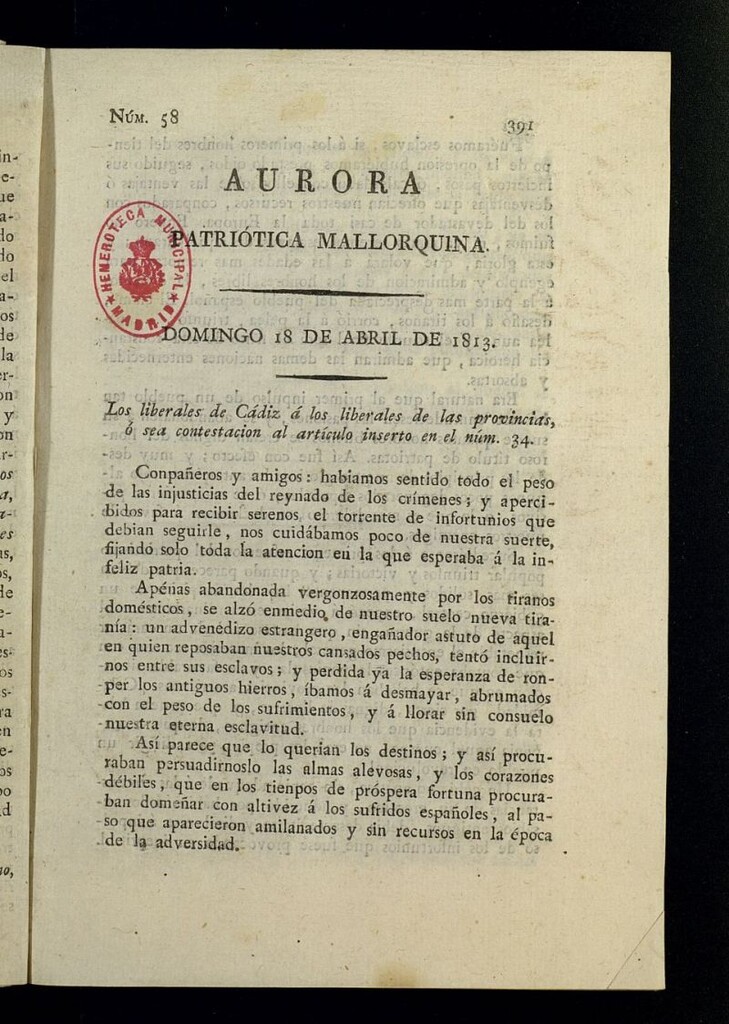 NÚM. 58
391
AURORA
PATRIÓTICA MALLORQUINA.
HEMEROTECA MUNICIPAL
MADRID
DOMINGO 18 DE ABRIL DE 1813.
Los liberales de Cádiz á los liberales de las provincias,
ó sea contestacion al artículo inserto en el núm. 34.
Conpañeros y amigos: habiamos sentido todo el peso
de las injusticias del reynado de los crímenes; y aperci-
bidos para recibir serenos el torrente de infortunios que
debian seguirle, nos cuidábamos poco de nuestra suerte,
fijando solo toda la atencion en la que esperaba á la in-
feliz patria.
Apénas abandonada vergonzosamente por los tiranos
domésticos, se alzó enmedio de nuestro suelo nueva tira-
nía: un advenedizo estrangero, engañador astuto de aquel
en quien reposaban nuestros cansados pechos, tentó incluir-
nos entre sus esclavos; y perdida ya la esperanza de ron-
per los antiguos hierros, íbamos á desmayar, abrumados
con el peso de los sufrimientos, y á llorar sin consuelo
nuestra eterna esclavitud.
Así parece que lo querian los destinos; y así procu-
raban persuadirnoslo las almas alevosas, y los corazones
débiles, que en los tienpos de próspera fortuna procura-
ban domeñar con altivez á los sufridos españoles, al pa-
so que aparecieron amilanados y sin recursos en la época
de la adversidad.